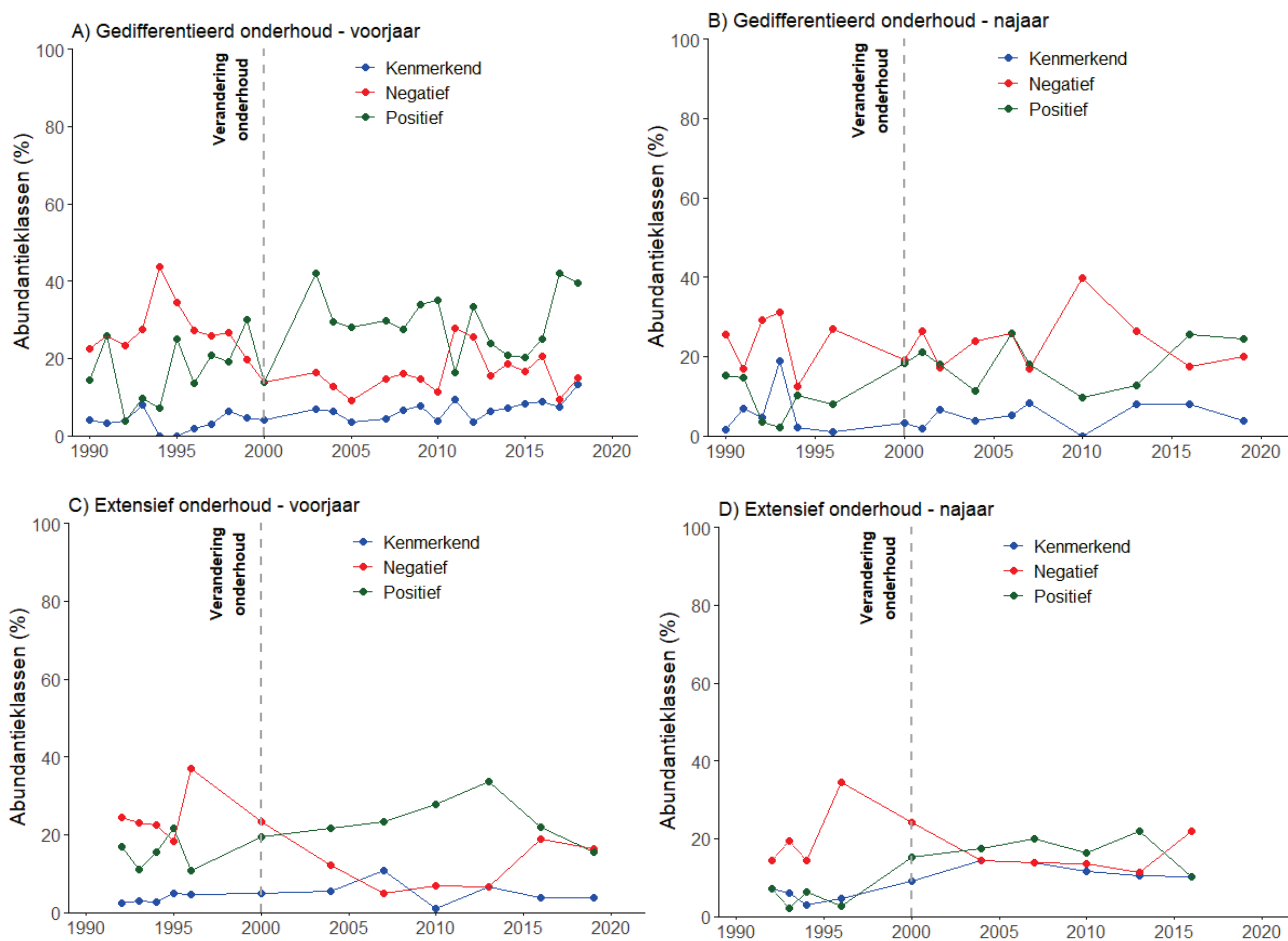 A) Gedifferentieerd onderhoud - voorjaar
Abundantieklassen (%)
100
80
60
40
20
0
Verandering
onderhoud
Kenmerkend
Negatief
Positief
1990 1995 2000 2005 2010 2015 2020
B) Gedifferentieerd onderhoud - najaar
Abundantieklassen (%)
100
80
60
40
20
0
Verandering
onderhoud
Kenmerkend
Negatief
Positief
1990 1995 2000 2005 2010 2015 2020
C) Extensief onderhoud - voorjaar
Abundantieklassen (%)
100
80
60
40
20
0
Verandering
onderhoud
Kenmerkend
Negatief
Positief
1990 1995 2000 2005 2010 2015 2020
D) Extensief onderhoud - najaar
Abundantieklassen (%)
100
80
60
40
20
0
Verandering
onderhoud
Kenmerkend
Negatief
Positief
1990 1995 2000 2005 2010 2015 2020